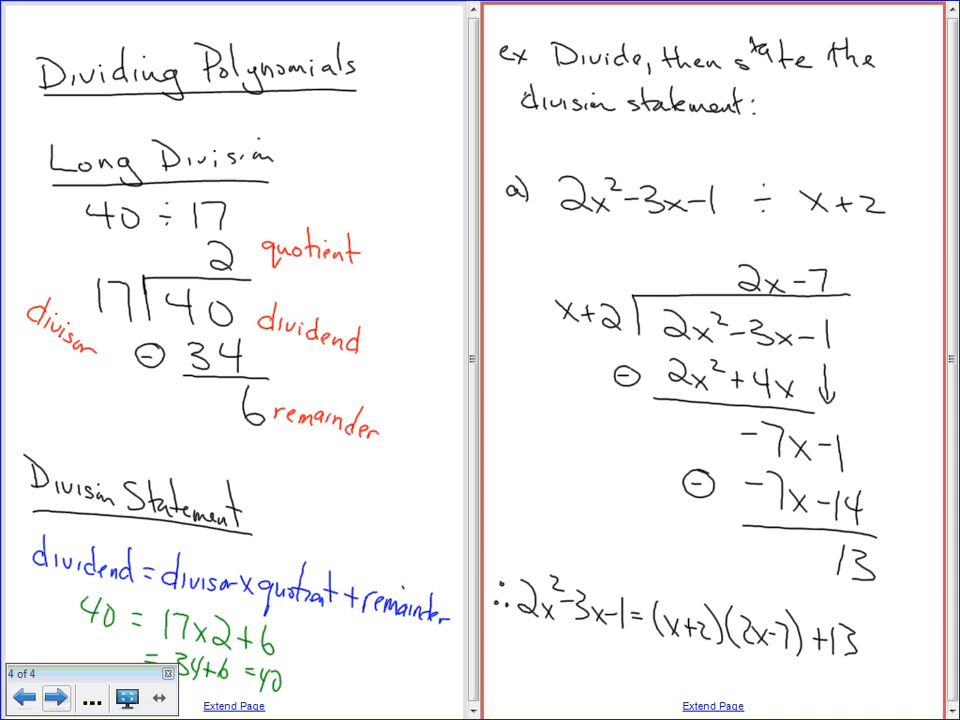 Dividing Polynomials
Long Division
40 ÷ 17
2 quotient
17 40 dividend
divisor
⊖ 34
6 remainder
Division Statement
dividend = divisor x quotient + remainder
40 = 17x2+6
= 34+6 = 40
4 of 4
...
Extend Page
ex Divide, then state the
division statement:
a) 2x²-3x-1 ÷ x+2
2x-7
x+2 2x²-3x-1
⊖ 2x²+4x ↓
-7x-1
⊖ -7x-14
13
∴ 2x²-3x-1 = (x+2)(2x-7)+13
Extend Page